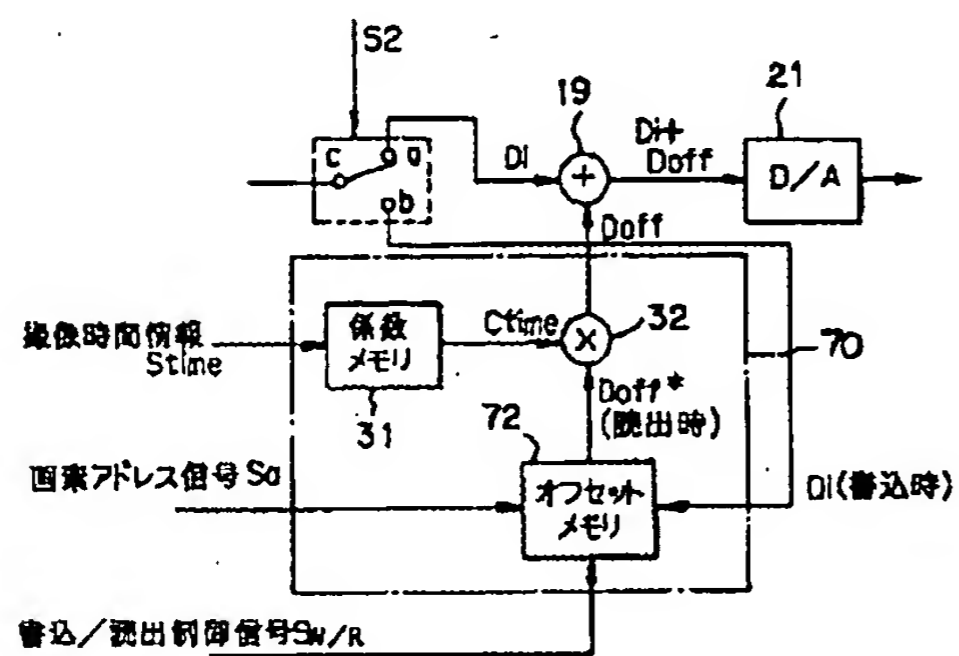 S2
19
21
c
a
b
Di
+
Di+
Doff
D/A
Doff
撮像時間情報
Stime
係数
メモリ
31
Ctime
×
32
70
Doff*
(読出時)
72
画素アドレス信号Sa
オフセット
メモリ
Di(書込時)
書込/読出制御信号SW/R